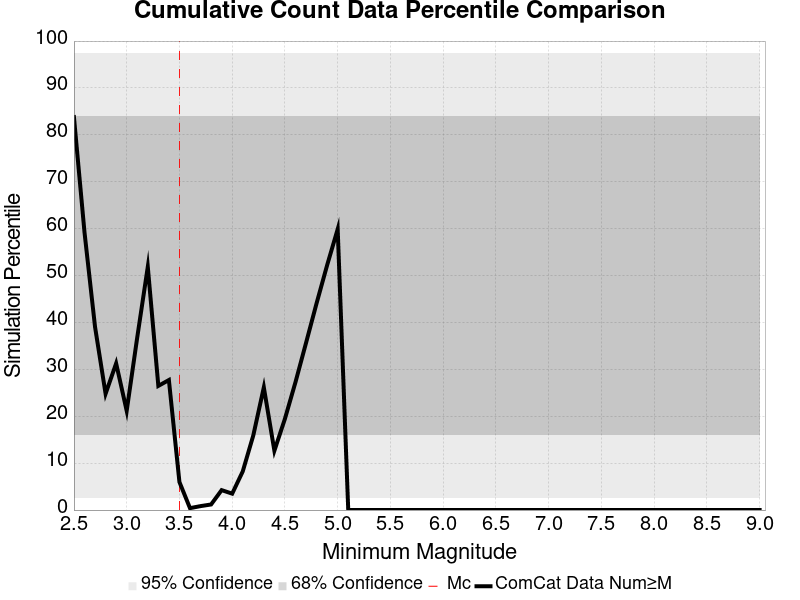 Cumulative Count Data Percentile Comparison
100
90
80
70
60
50
40
30
20
10
0
Simulation Percentile
2.5 3.0 3.5 4.0 4.5 5.0 5.5 6.0 6.5 7.0 7.5 8.0 8.5 9.0
Minimum Magnitude
95% Confidence 68% Confidence Mc ComCat Data Num≥M